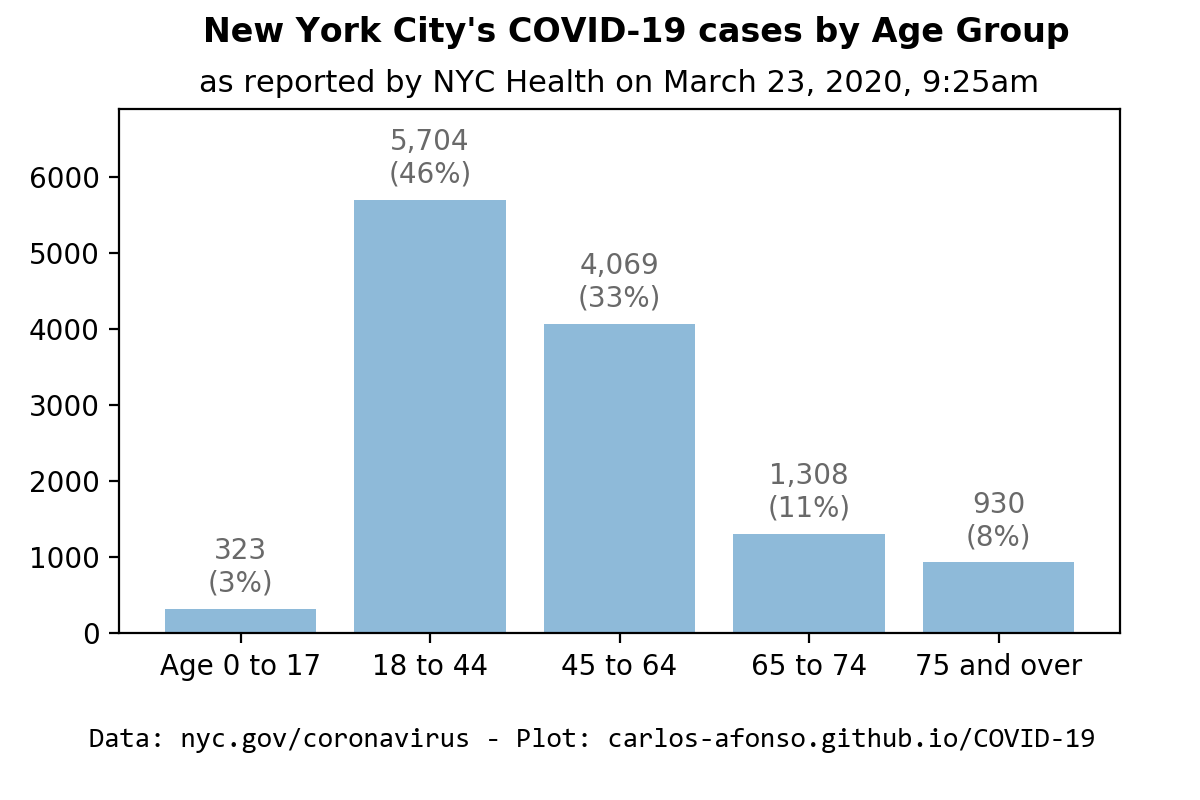 New York City's COVID-19 cases by Age Group
as reported by NYC Health on March 23, 2020, 9:25am
6000
5000
4000
3000
2000
1000
0
5,704
(46%)
4,069
(33%)
1,308
(11%)
930
(8%)
323
(3%)
Age 0 to 17
18 to 44
45 to 64
65 to 74
75 and over
Data: nyc.gov/coronavirus - Plot: carlos-afonso.github.io/COVID-19